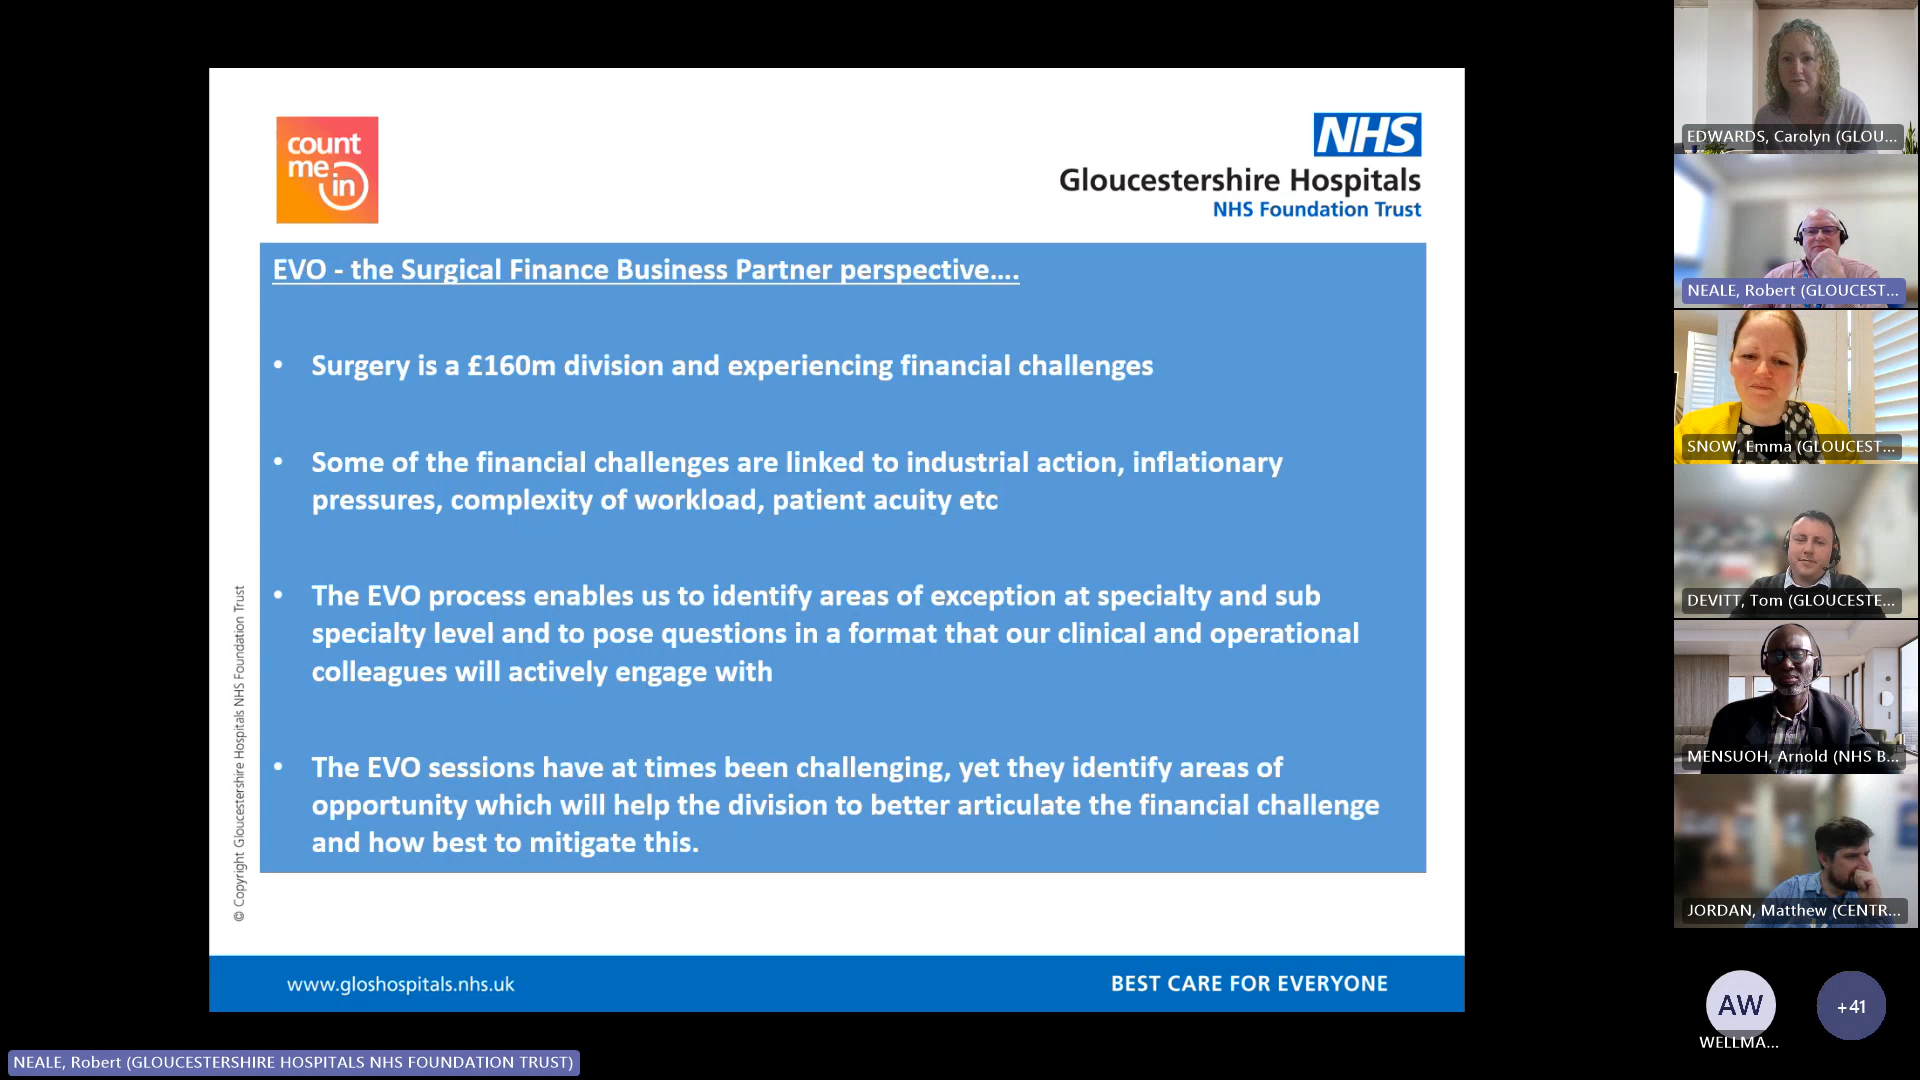 count
me
in
NHS
Gloucestershire Hospitals
NHS Foundation Trust
EVO - the Surgical Finance Business Partner perspective....
• Surgery is a £160m division and experiencing financial challenges
• Some of the financial challenges are linked to industrial action, inflationary
pressures, complexity of workload, patient acuity etc
• The EVO process enables us to identify areas of exception at specialty and sub
specialty level and to pose questions in a format that our clinical and operational
colleagues will actively engage with
• The EVO sessions have at times been challenging, yet they identify areas of
opportunity which will help the division to better articulate the financial challenge
and how best to mitigate this.
© Copyright Gloucestershire Hospitals NHS Foundation Trust
www.gloshospitals.nhs.uk
BEST CARE FOR EVERYONE
EDWARDS, Carolyn (GLOU...
NEALE, Robert (GLOUCEST...
SNOW, Emma (GLOUCEST...
DEVITT, Tom (GLOUCESTE...
MENSUOH, Arnold (NHS B...
JORDAN, Matthew (CENTR...
AW
WELLMA...
+41
NEALE, Robert (GLOUCESTERSHIRE HOSPITALS NHS FOUNDATION TRUST)